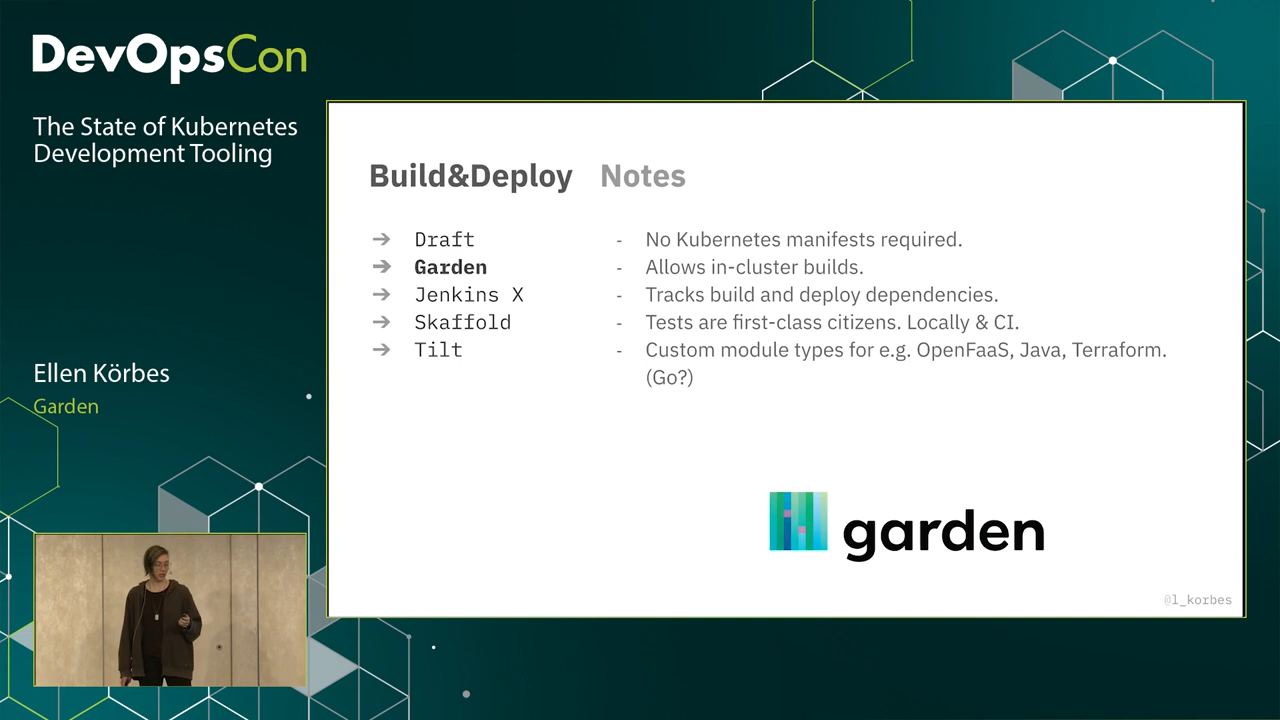 DevOpsCon
The State of Kubernetes
Development Tooling
Ellen Körbes
Garden
Build&Deploy
➔ Draft
➔ Garden
➔ Jenkins X
➔ Skaffold
➔ Tilt
Notes
- No Kubernetes manifests required.
- Allows in-cluster builds.
- Tracks build and deploy dependencies.
- Tests are first-class citizens. Locally & CI.
- Custom module types for e.g. OpenFaaS, Java, Terraform.
(Go?)
garden
@l_korbes